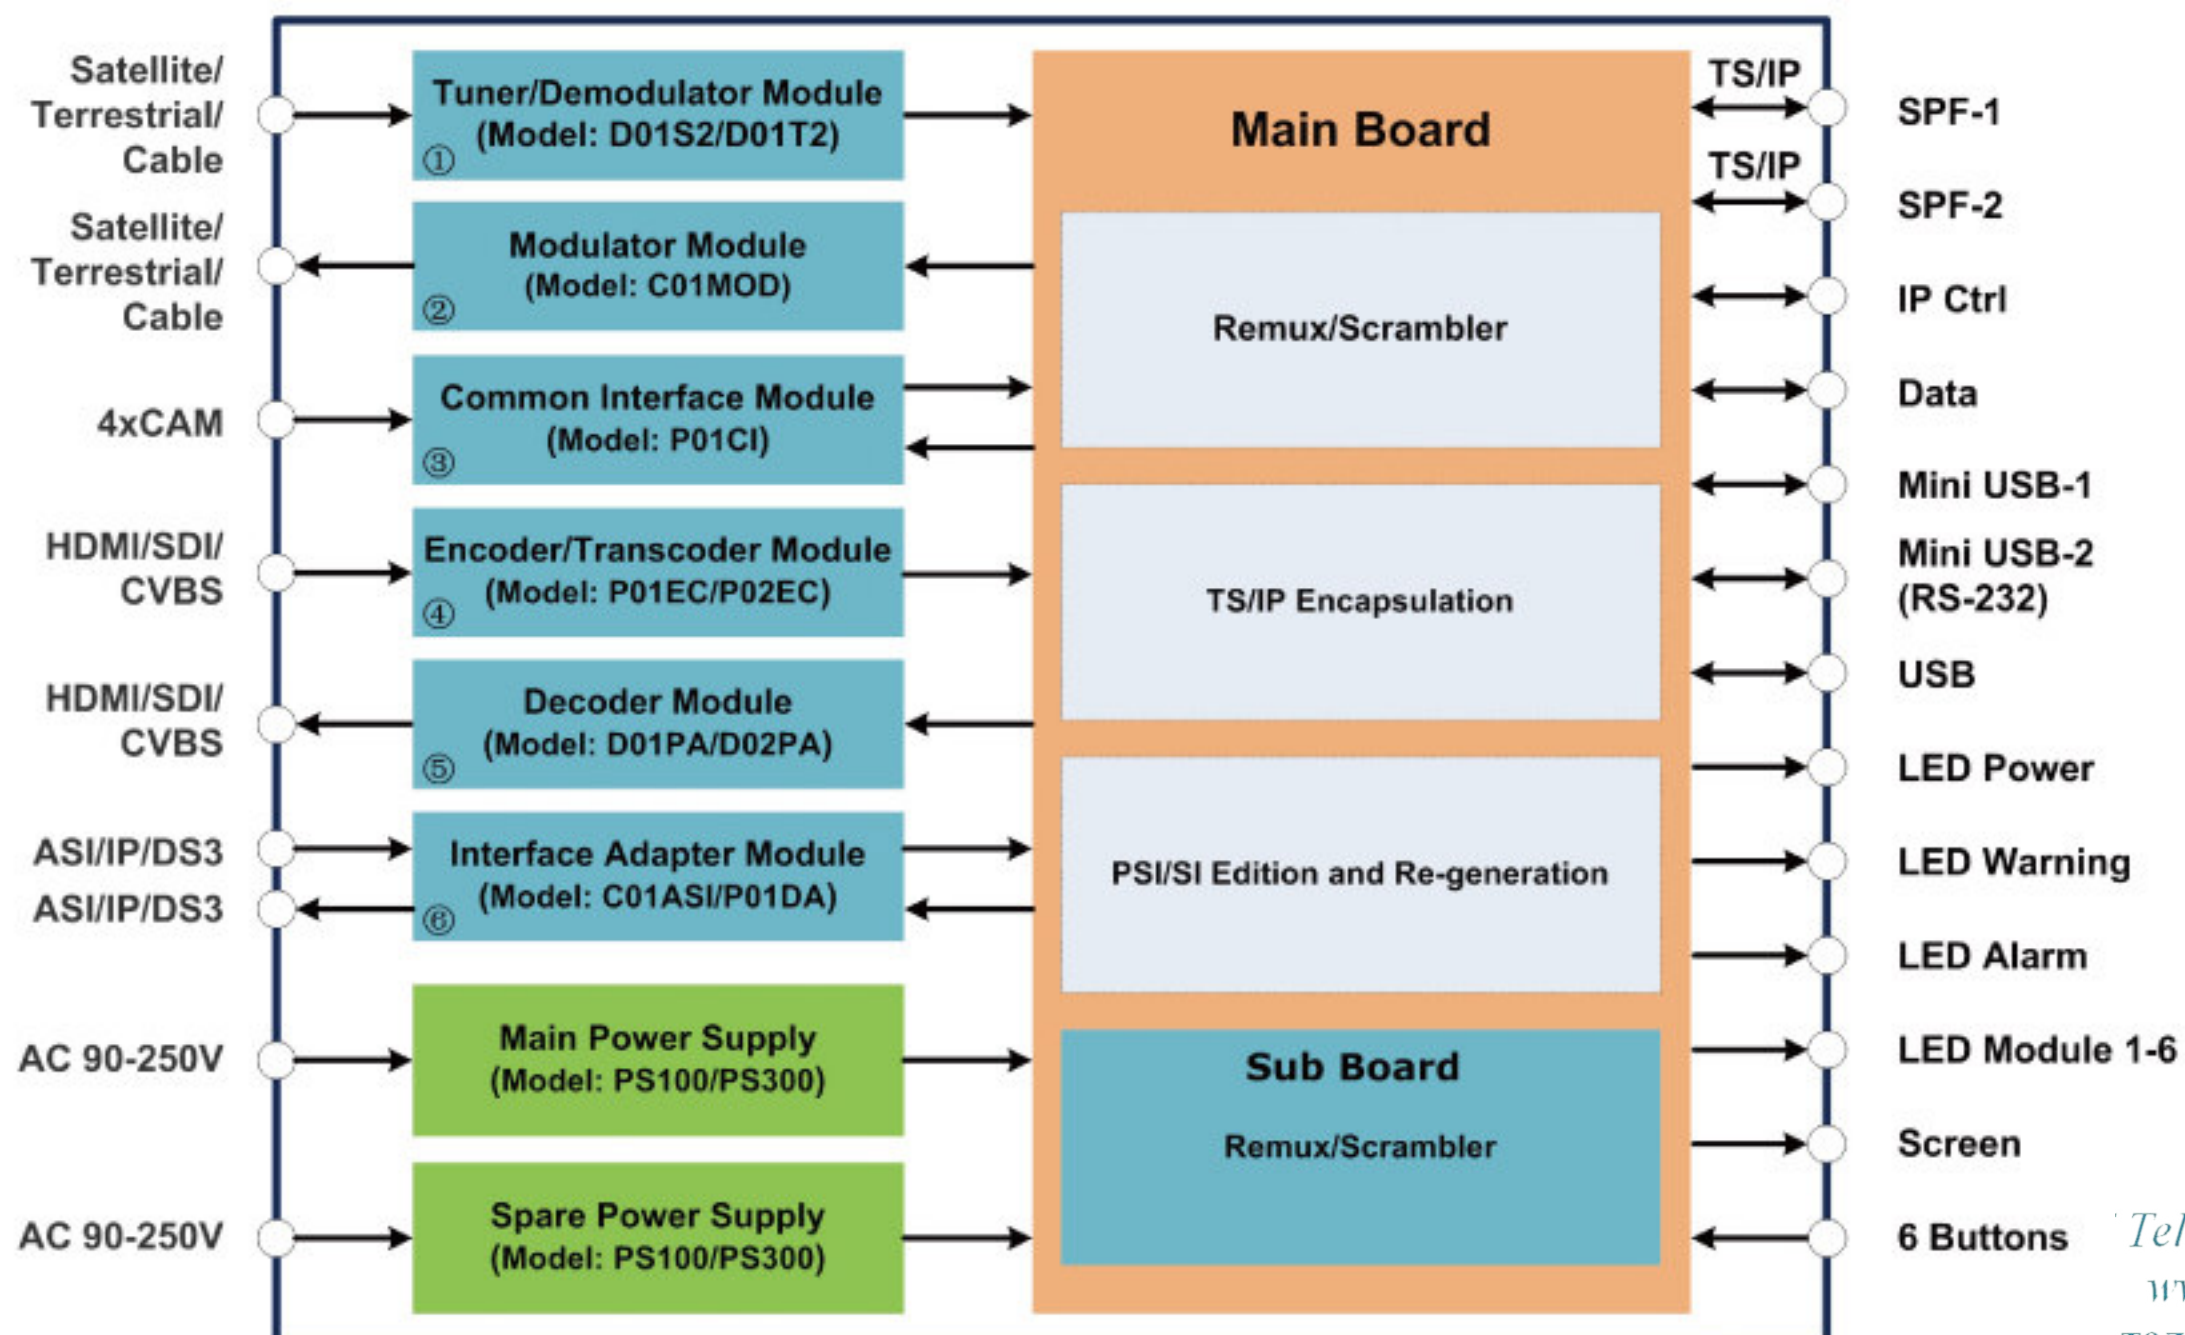 Satellite/
Terrestrial/
Cable
Satellite/
Terrestrial/
Cable
4xCAM
HDMI/SDI/
CVBS
HDMI/SDI/
CVBS
ASI/IP/DS3
ASI/IP/DS3
AC 90-250V
AC 90-250V
Tuner/Demodulator Module
(Model: D01S2/D01T2)
①
Modulator Module
(Model: C01MOD)
②
Common Interface Module
(Model: P01CI)
③
Encoder/Transcoder Module
(Model: P01EC/P02EC)
④
Decoder Module
(Model: D01PA/D02PA)
⑤
Interface Adapter Module
(Model: C01ASI/P01DA)
⑥
Main Power Supply
(Model: PS100/PS300)
Spare Power Supply
(Model: PS100/PS300)
Main Board
Remux/Scrambler
TS/IP Encapsulation
PSI/SI Edition and Re-generation
Sub Board
Remux/Scrambler
TS/IP
TS/IP
SPF-1
SPF-2
IP Ctrl
Data
Mini USB-1
Mini USB-2
(RS-232)
USB
LED Power
LED Warning
LED Alarm
LED Module 1-6
Screen
6 Buttons